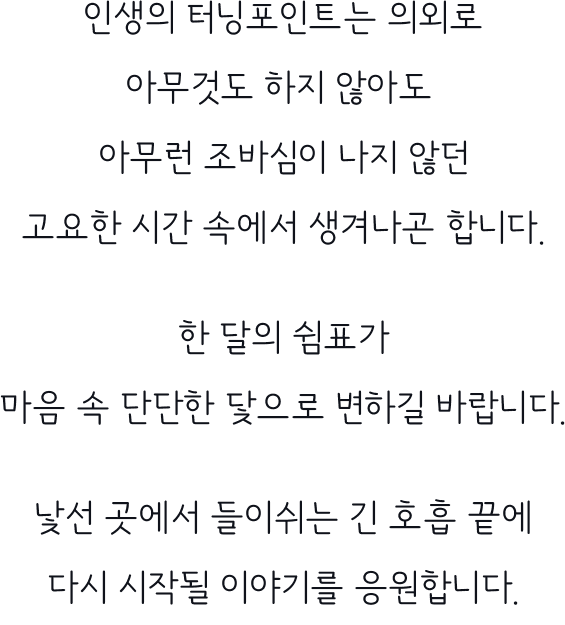 인생의 터닝포인트는 의외로
아무것도 하지 않아도
아무런 조바심이 나지 않던
고요한 시간 속에서 생겨나곤 합니다.
한 달의 쉼표가
마음 속 단단한 닻으로 변하길 바랍니다.
낯선 곳에서 들이쉬는 긴 호흡 끝에
다시 시작될 이야기를 응원합니다.